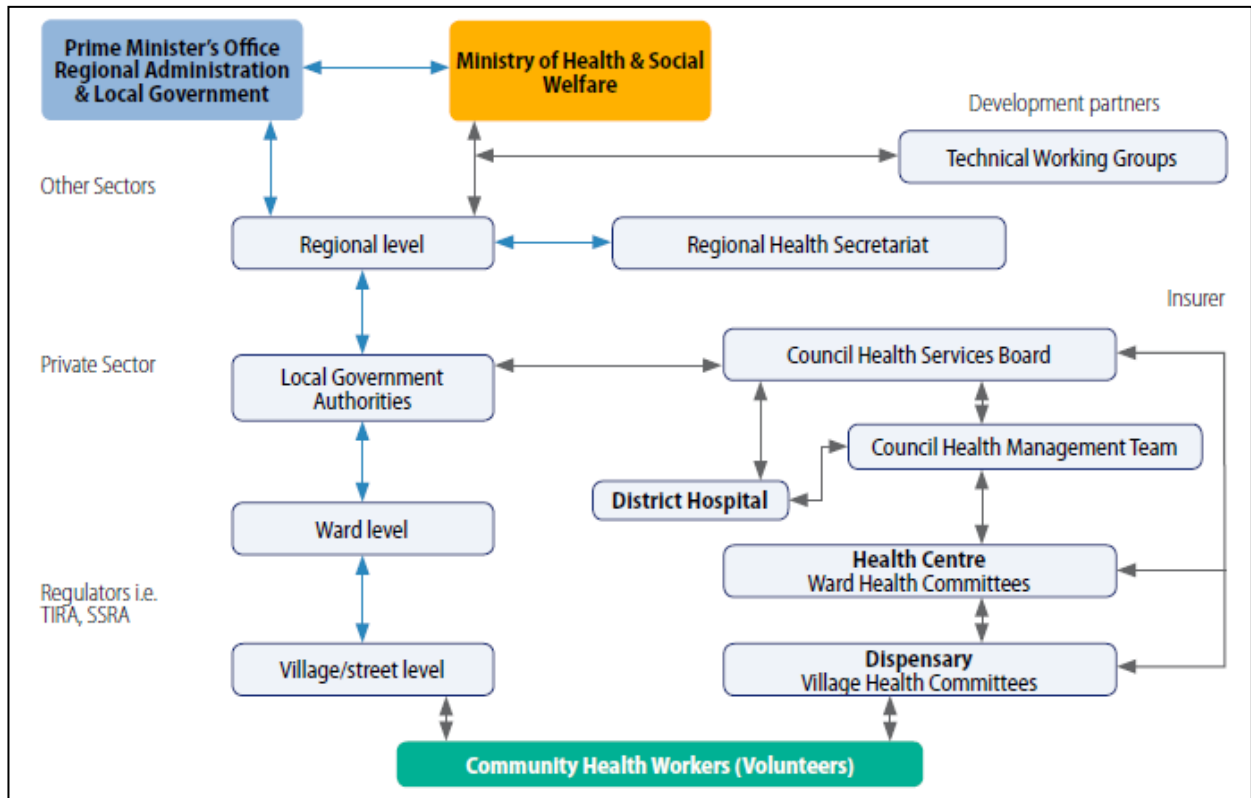 Prime Minister's Office
Regional Administration
& Local Government
Ministry of Health & Social
Welfare
Development partners
Technical Working Groups
Other Sectors
Regional level
Regional Health Secretariat
Insurer
Private Sector
Local Government
Authorities
Council Health Services Board
Council Health Management Team
District Hospital
Ward level
Health Centre
Ward Health Committees
Regulators i.e.
TIRA, SSRA
Village/street level
Dispensary
Village Health Committees
Community Health Workers (Volunteers)